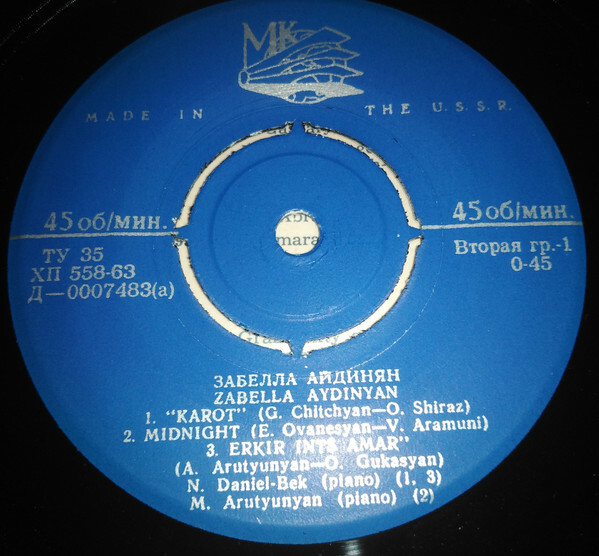 МК
MADE IN THE U.S.S.R.
45 об/мин. 45 об/мин.
ТУ 35
ХП 558-63
Д—0007483(а)
Вторая гр.-1
0-45
ЗАБЕЛЛА АЙДИНЯН
ZABELLA AYDINYAN
1. "KAROT" (G. Chitchyan—O. Shiraz)
2. MIDNIGHT (E. Ovanesyan—V. Aramuni)
3. ERKIR INTS AMAR"
(A. Arutyunyan—O. Gukasyan)
N. Daniel-Bek (piano) (1, 3)
M. Arutyunyan (piano) (2)